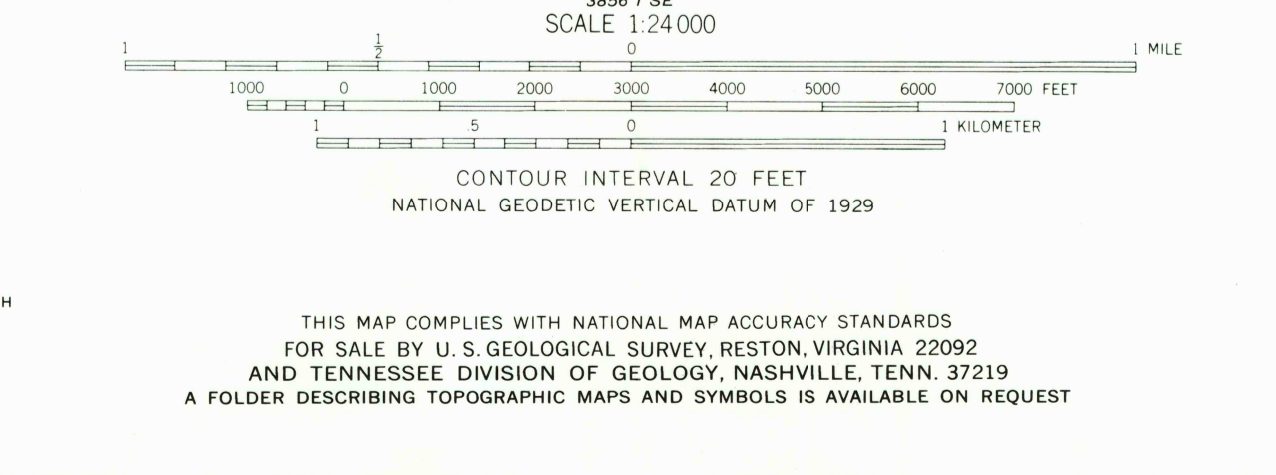 SCALE 1:24 000
1 1/2 0 1 MILE
1000 0 1000 2000 3000 4000 5000 6000 7000 FEET
1 .5 0 1 KILOMETER
CONTOUR INTERVAL 20 FEET
NATIONAL GEODETIC VERTICAL DATUM OF 1929
H
THIS MAP COMPLIES WITH NATIONAL MAP ACCURACY STANDARDS
FOR SALE BY U. S. GEOLOGICAL SURVEY, RESTON, VIRGINIA 22092
AND TENNESSEE DIVISION OF GEOLOGY, NASHVILLE, TENN. 37219
A FOLDER DESCRIBING TOPOGRAPHIC MAPS AND SYMBOLS IS AVAILABLE ON REQUEST